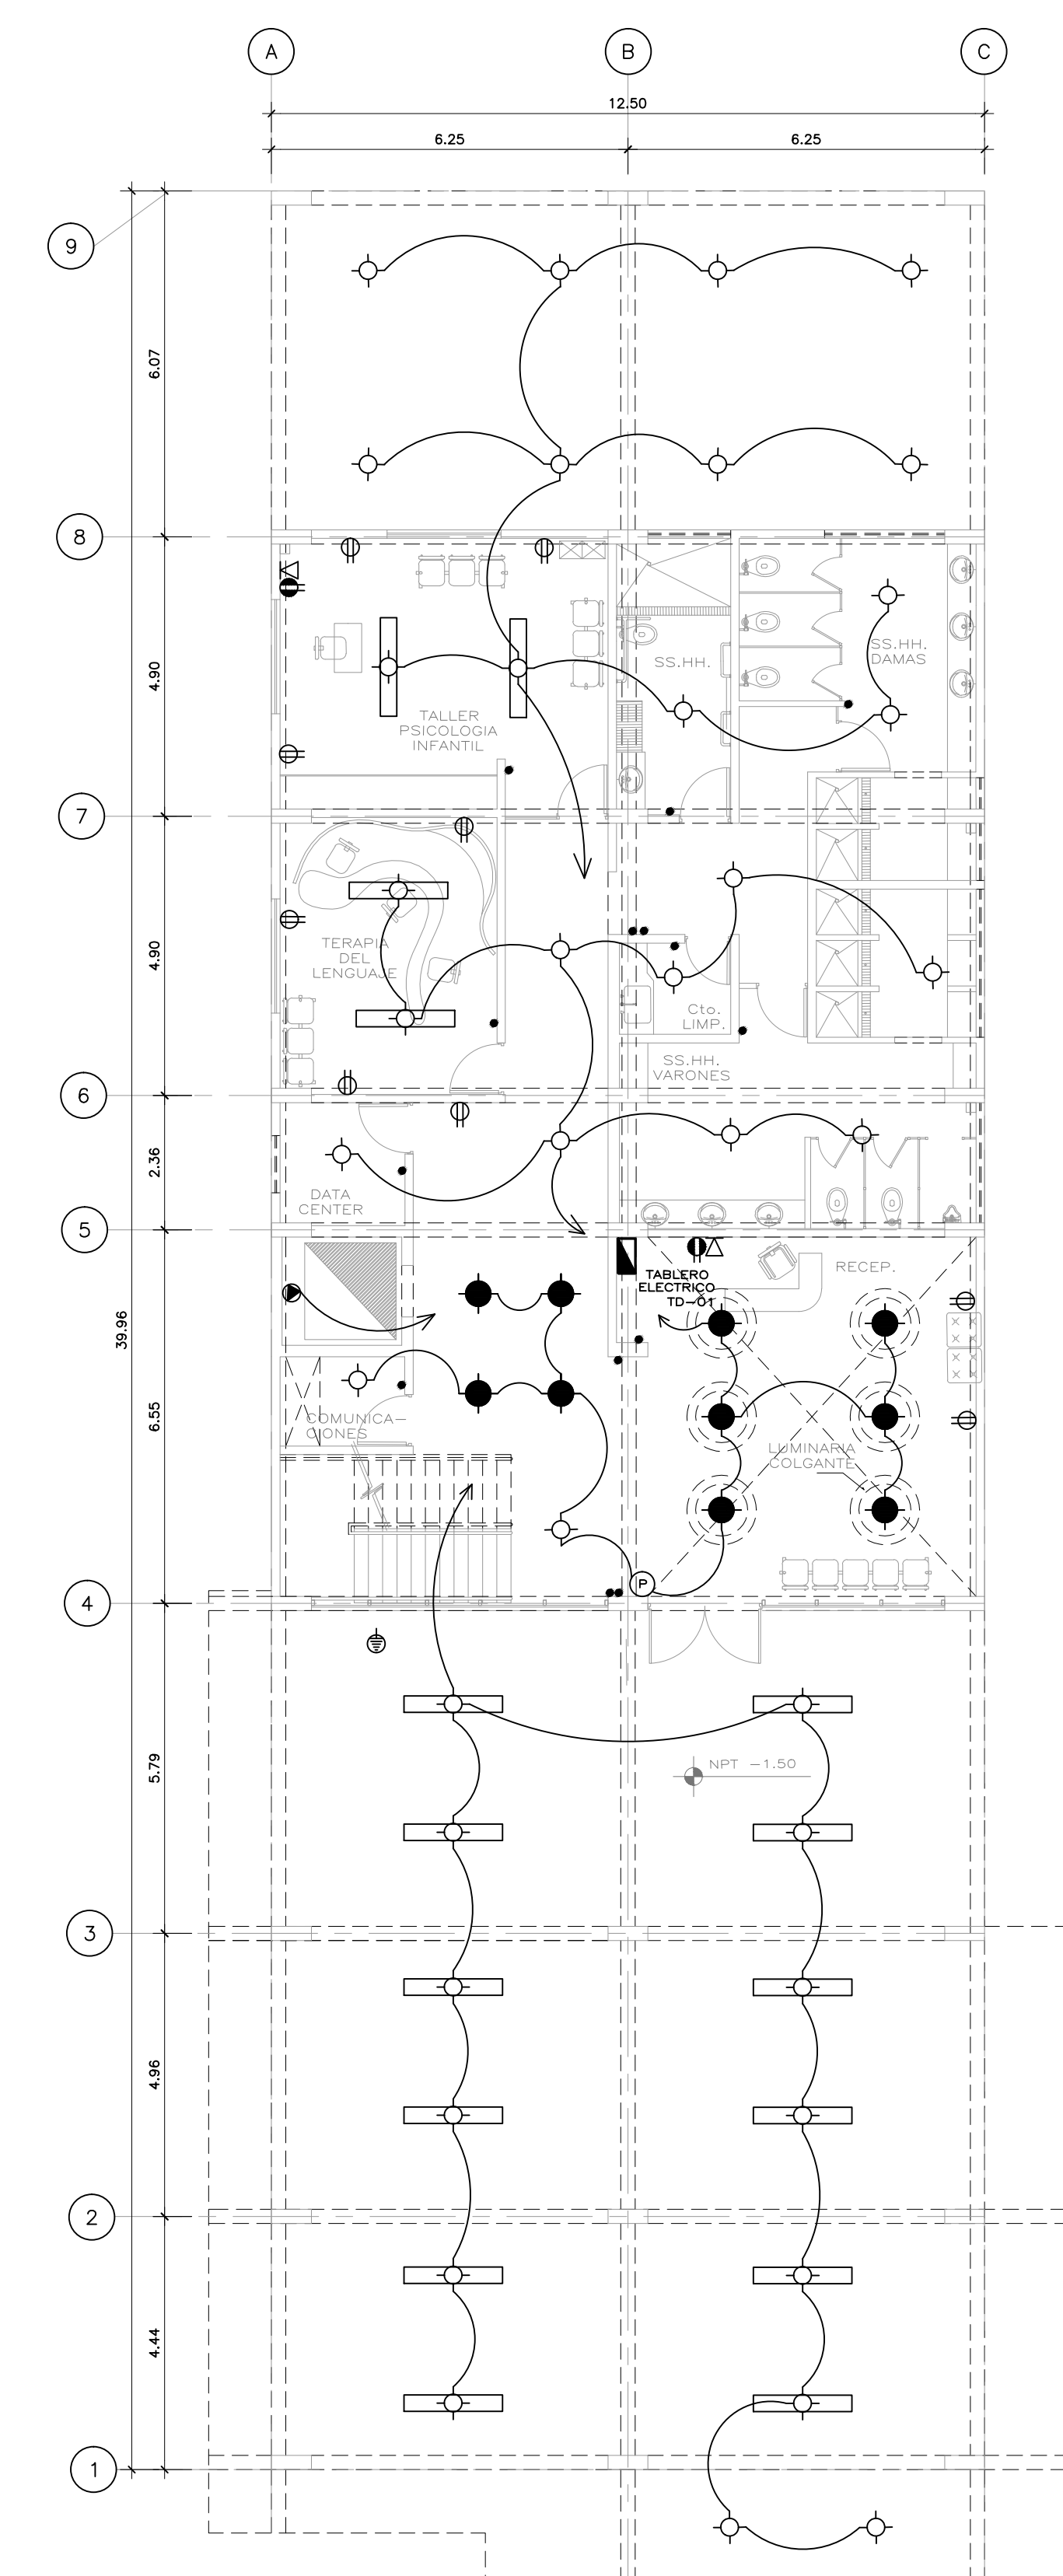 A
B
C
12.50
6.25
6.25
9
6.07
8
SS.HH.
SS.HH.
DAMAS
4.90
TALLER
PSICOLOGIA
INFANTIL
7
TERAPIA
DEL
LENGUAJE
4.90
Cto.
LIMP.
SS.HH.
VARONES
6
2.36
DATA
CENTER
5
RECEP.
TABLERO
ELECTRICO
TD-01
39.96
6.55
COMUNICA-
CIONES
LUMINARIA
COLGANTE
P
4
5.79
NPT -1.50
3
4.96
2
4.44
1